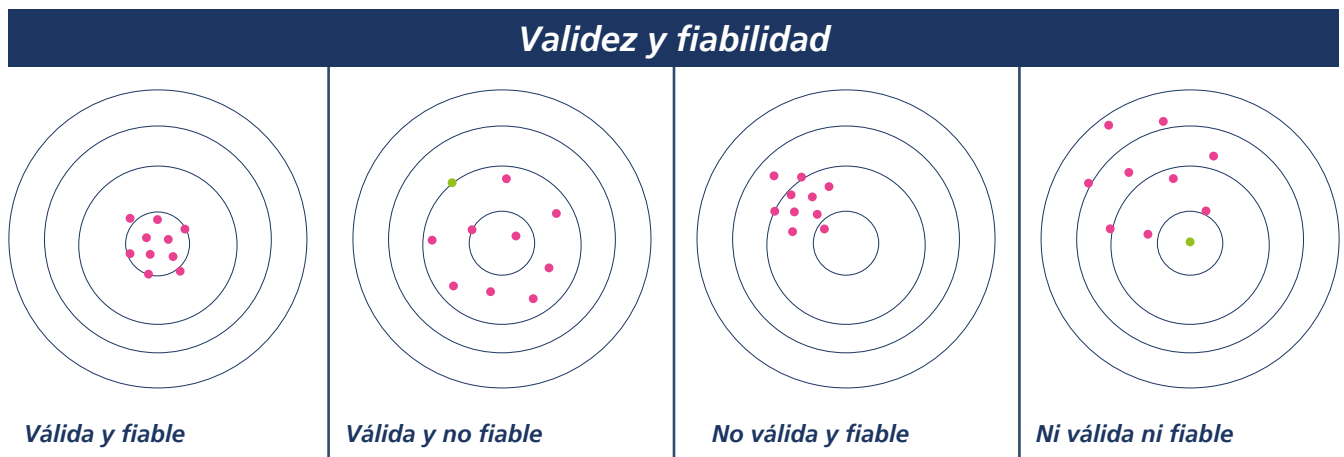 Validez y fiabilidad
Válida y fiable
Válida y no fiable
No válida y fiable
Ni válida ni fiable